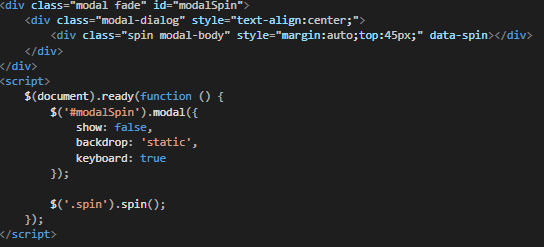 <div class="modal fade" id="modalSpin">
    <div class="modal-dialog" style="text-align:center;">
        <div class="spin modal-body" style="margin:auto;top:45px;" data-spin></div>
    </div>
</div>
<script>
    $(document).ready(function () {
        $('#modalSpin').modal({
            show: false,
            backdrop: 'static',
            keyboard: true
        });

        $('.spin').spin();
    });
</script>